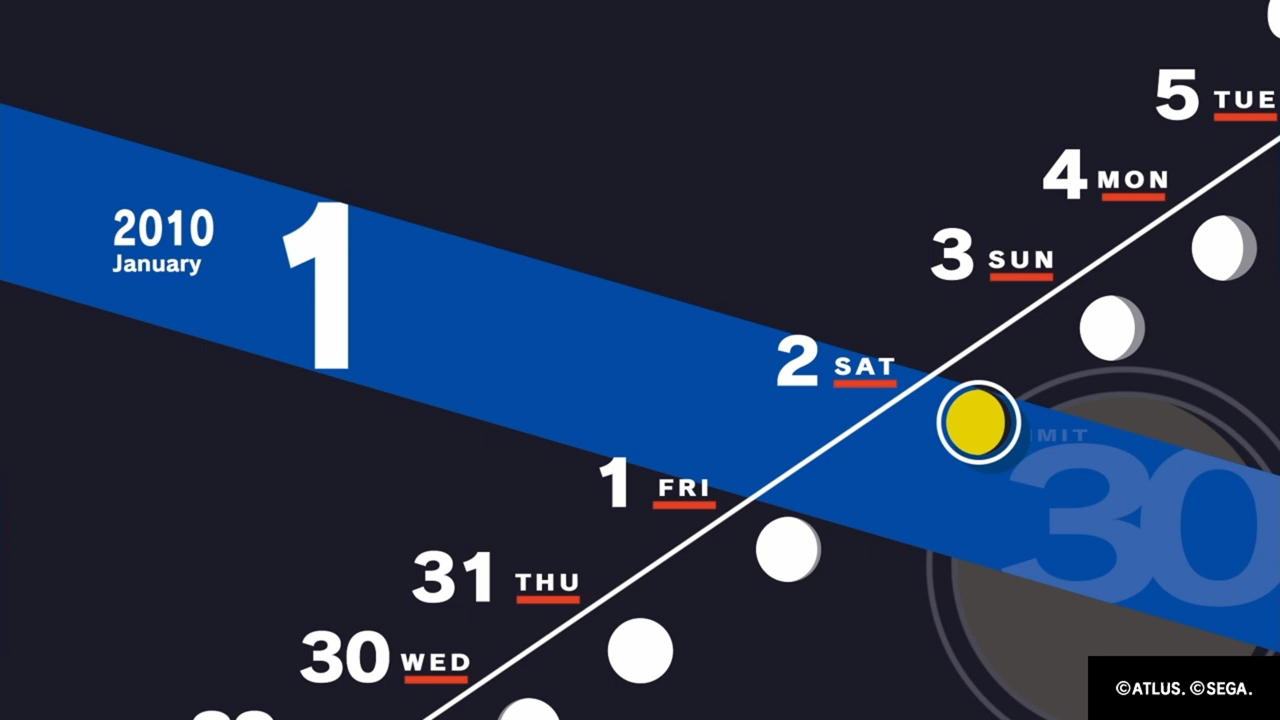 5 TUE
4 MON
2010
January
1
3 SUN
2 SAT
30
1 FRI
31 THU
30 WED
©ATLUS. ©SEGA.